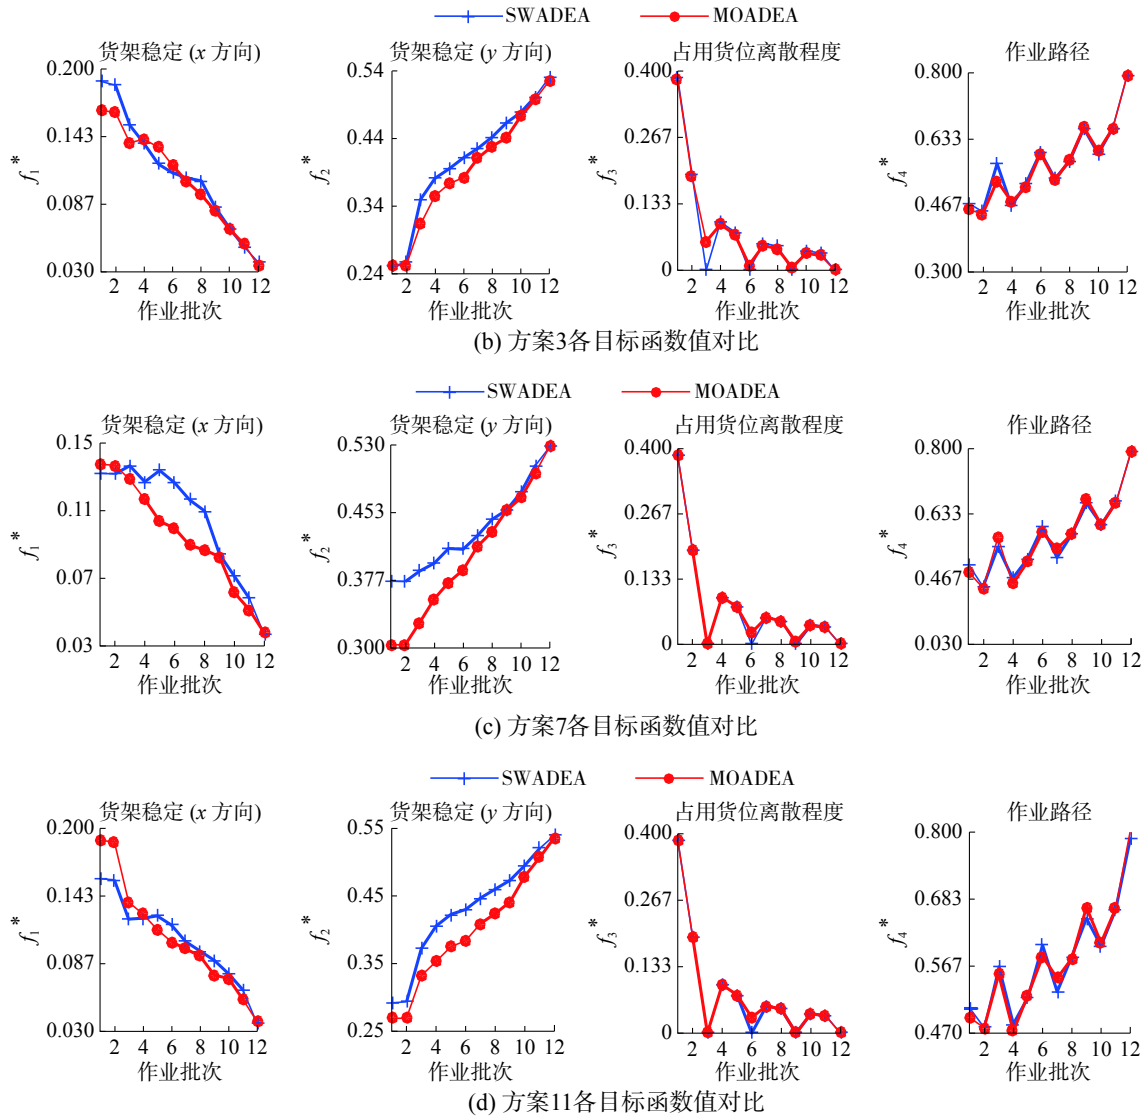 SWADEA MOADEA
货架稳定 (x 方向) 货架稳定 (y 方向) 占用货位离散程度 作业路径
0.200 0.54 0.400 0.800
0.143 0.44 0.267 0.633
f1* f2* f3* f4*
0.087 0.34 0.133 0.467
0.030 0.24 0 0.300
2 4 6 8 10 12 2 4 6 8 10 12 2 4 6 8 10 12 2 4 6 8 10 12
作业批次 作业批次 作业批次 作业批次
(b) 方案3各目标函数值对比
SWADEA MOADEA
货架稳定 (x 方向) 货架稳定 (y 方向) 占用货位离散程度 作业路径
0.15 0.530 0.400 0.800
0.11 0.453 0.267 0.633
f1* f2* f3* f4*
0.07 0.377 0.133 0.467
0.03 0.300 0 0.030
2 4 6 8 10 12 2 4 6 8 10 12 2 4 6 8 10 12 2 4 6 8 10 12
作业批次 作业批次 作业批次 作业批次
(c) 方案7各目标函数值对比
SWADEA MOADEA
货架稳定 (x 方向) 货架稳定 (y 方向) 占用货位离散程度 作业路径
0.200 0.55 0.400 0.800
0.143 0.45 0.267 0.683
f1* f2* f3* f4*
0.087 0.35 0.133 0.567
0.030 0.25 0 0.470
2 4 6 8 10 12 2 4 6 8 10 12 2 4 6 8 10 12 2 4 6 8 10 12
作业批次 作业批次 作业批次 作业批次
(d) 方案11各目标函数值对比